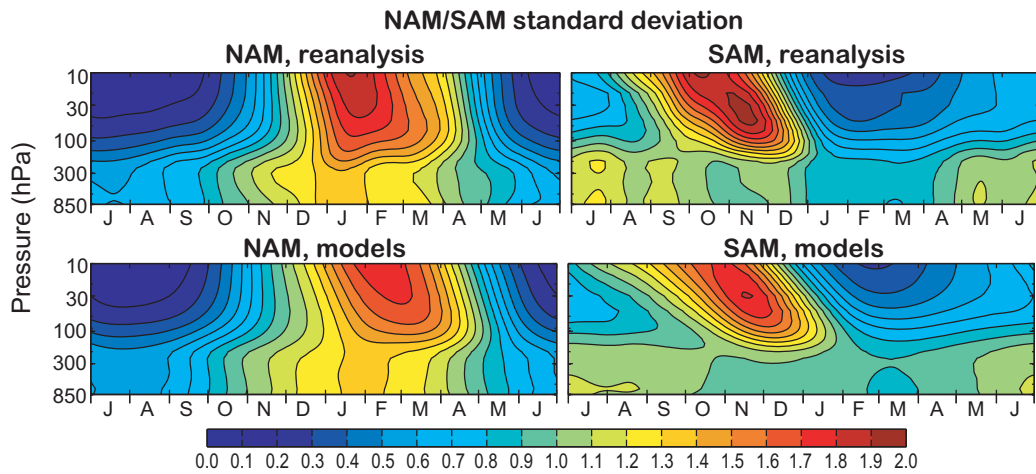 NAM/SAM standard deviation
NAM, reanalysis
SAM, reanalysis
Pressure (hPa)
10
30
100
300
850
J A S O N D J F M A M J
J A S O N D J F M A M J
NAM, models
SAM, models
10
30
100
300
850
J A S O N D J F M A M J
J A S O N D J F M A M J
0.0 0.1 0.2 0.3 0.4 0.5 0.6 0.7 0.8 0.9 1.0 1.1 1.2 1.3 1.4 1.5 1.6 1.7 1.8 1.9 2.0